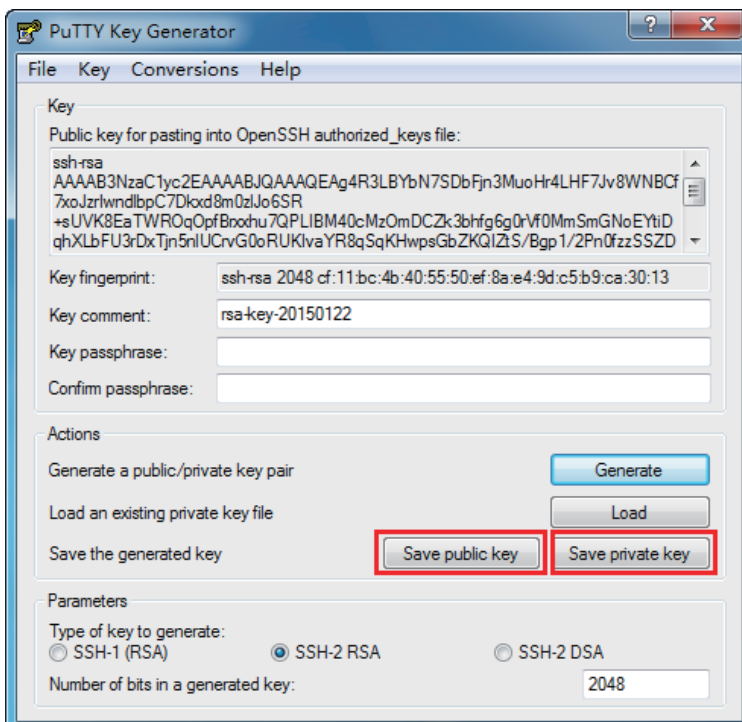 PuTTY Key Generator
File Key Conversions Help
Key
Public key for pasting into OpenSSH authorized_keys file:
ssh-rsa
AAAAB3NzaC1yc2EAAAABJQAAAQEAg4R3LBYbN7SDbFjn3MuoHr4LHF7Jv8WNBCf
7xoJzrIwndlbpC7Dkxd8m0zlJo6SR
+sUVK8EaTWROqOpfBrxxhu7QPLIBM40cMzOmDCZk3bhfg6g0rVf0MmSmGNoEYtiD
qhXLbFU3rDxTjn5nIUCrvG0oRUKIvaYR8qSqKHwpsGbZKQIZtS/Bgp1/2Pn0fzzSSZD
Key fingerprint: ssh-rsa 2048 cf:11:bc:4b:40:55:50:ef:8a:e4:9d:c5:b9:ca:30:13
Key comment: rsa-key-20150122
Key passphrase:
Confirm passphrase:
Actions
Generate a public/private key pair Generate
Load an existing private key file Load
Save the generated key Save public key Save private key
Parameters
Type of key to generate:
SSH-1 (RSA) SSH-2 RSA SSH-2 DSA
Number of bits in a generated key: 2048